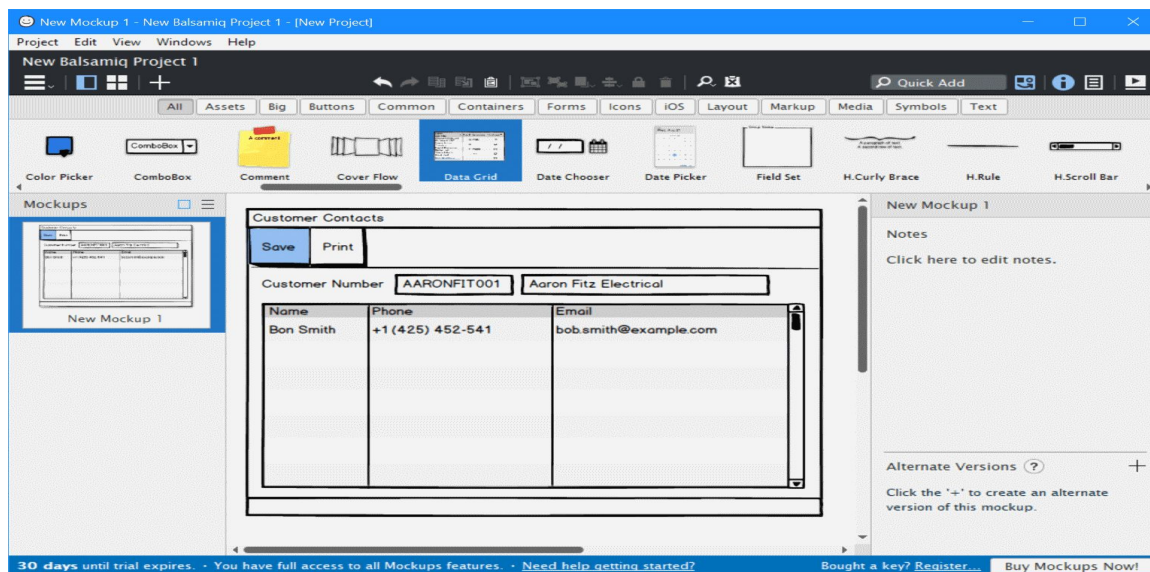 New Mockup 1 - New Balsamiq Project 1 - [New Project]
Project Edit View Windows Help
New Balsamiq Project 1
Quick Add
All Assets Big Buttons Common Containers Forms Icons iOS Layout Markup Media Symbols Text
ComboBox
A comment
Color Picker ComboBox Comment Cover Flow Data Grid Date Chooser Date Picker Field Set H.Curly Brace H.Rule H.Scroll Bar
Mockups
New Mockup 1
Customer Contacts
Save Print
Customer Number AARONFIT001 Aaron Fitz Electrical
Name Phone Email
Bon Smith +1 (425) 452-541 bob.smith@example.com
New Mockup 1
Notes
Click here to edit notes.
Alternate Versions ?
Click the '+' to create an alternate
version of this mockup.
30 days until trial expires. · You have full access to all Mockups features. · Need help getting started? Bought a key? Register... Buy Mockups Now!